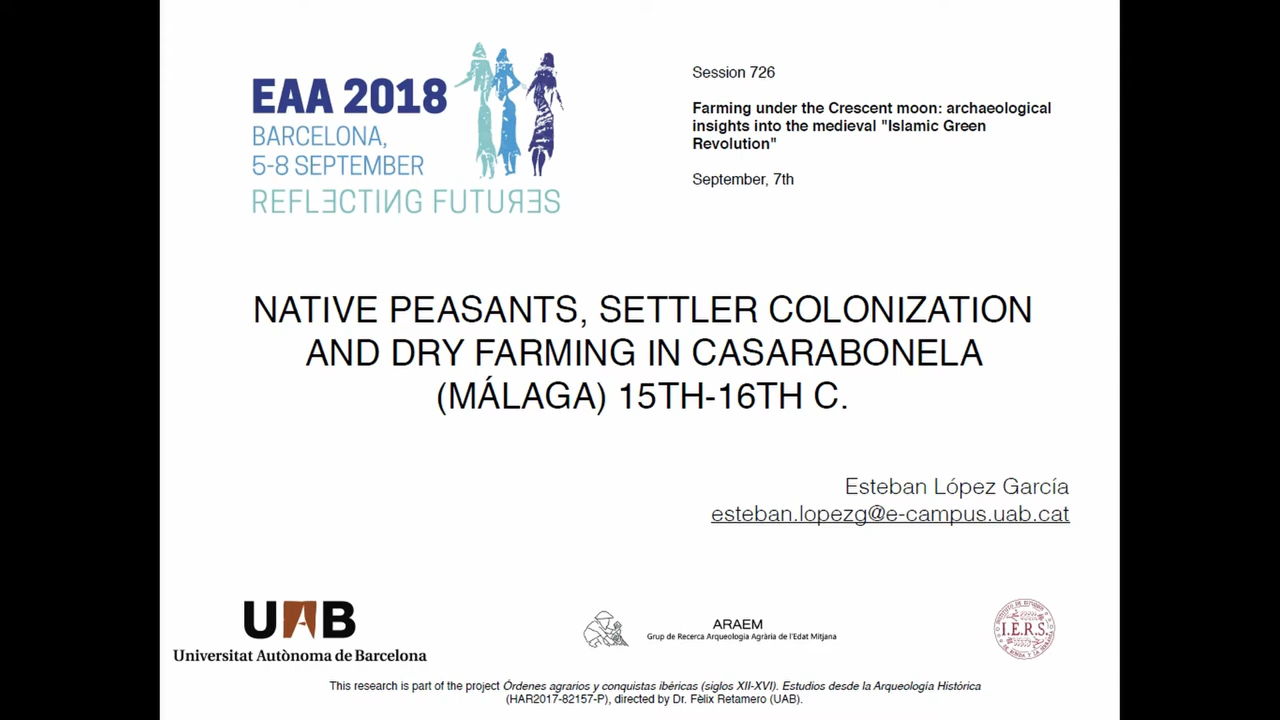 EAA 2018
BARCELONA,
5-8 SEPTEMBER
REFLECTING FUTURES
Session 726
Farming under the Crescent moon: archaeological
insights into the medieval "Islamic Green
Revolution"
September, 7th
NATIVE PEASANTS, SETTLER COLONIZATION
AND DRY FARMING IN CASARABONELA
(MÁLAGA) 15TH-16TH C.
Esteban López García
esteban.lopezg@e-campus.uab.cat
UAB
Universitat Autònoma de Barcelona
ARAEM
Grup de Recerca Arqueologia Agrària de l'Edat Mitjana
I.E.R.S.
This research is part of the project Órdenes agrarios y conquistas ibéricas (siglos XII-XVI). Estudios desde la Arqueología Histórica
(HAR2017-82157-P), directed by Dr. Fèlix Retamero (UAB).